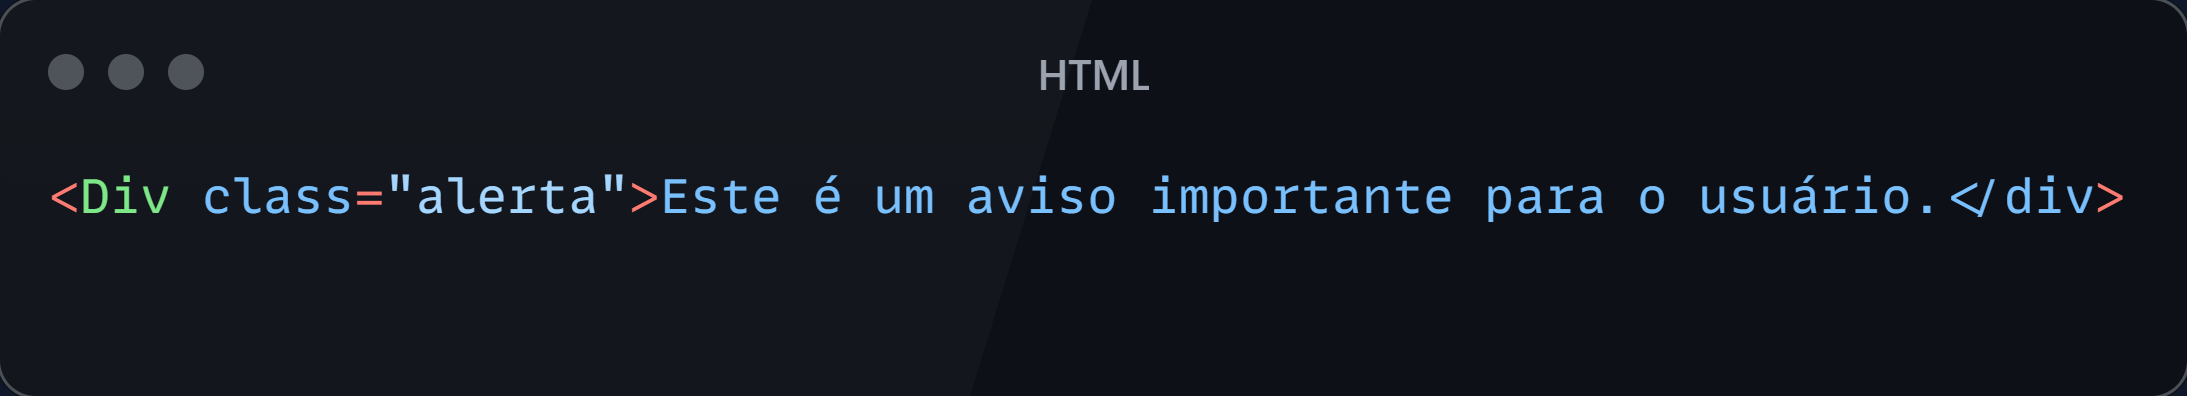 HTML
<Div class="alerta">Este é um aviso importante para o usuário.</div>